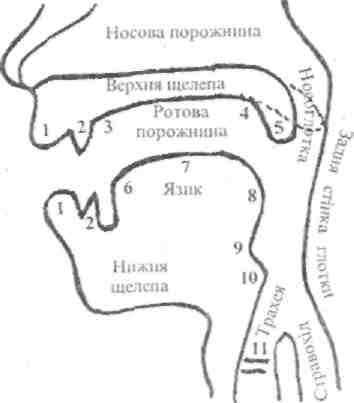 Носова порожнина
Верхня щелепа
Носоглотка
1
2
3
Ротова
порожнина
4
5
Задня стінка глотки
7
6
Язик
8
1
2
9
Нижня
щелепа
10
Трахея
11
Стравохід